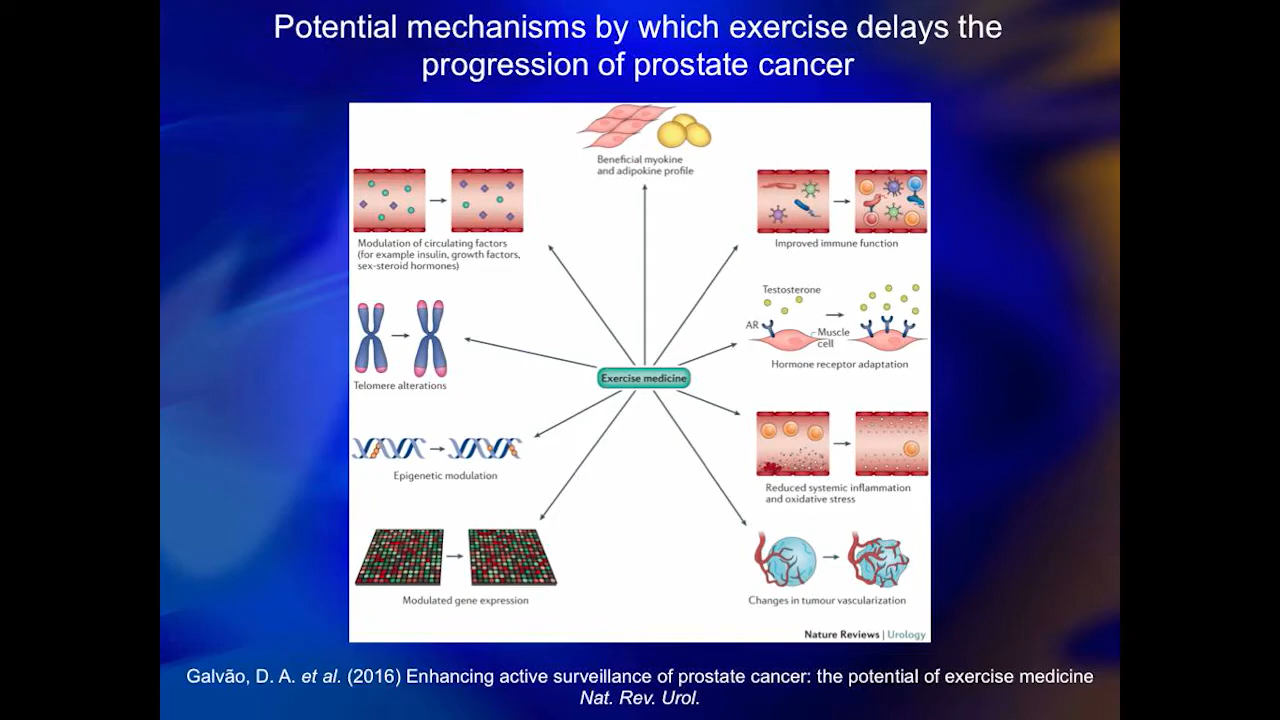 Potential mechanisms by which exercise delays the
progression of prostate cancer
Beneficial myokine
and adipokine profile
Modulation of circulating factors
(for example insulin, growth factors,
sex-steroid hormones)
Improved immune function
Testosterone
AR
Muscle
cell
Hormone receptor adaptation
Telomere alterations
Exercise medicine
Epigenetic modulation
Reduced systemic inflammation
and oxidative stress
Modulated gene expression
Changes in tumour vascularization
Nature Reviews | Urology
Galvão, D. A. et al. (2016) Enhancing active surveillance of prostate cancer: the potential of exercise medicine
Nat. Rev. Urol.